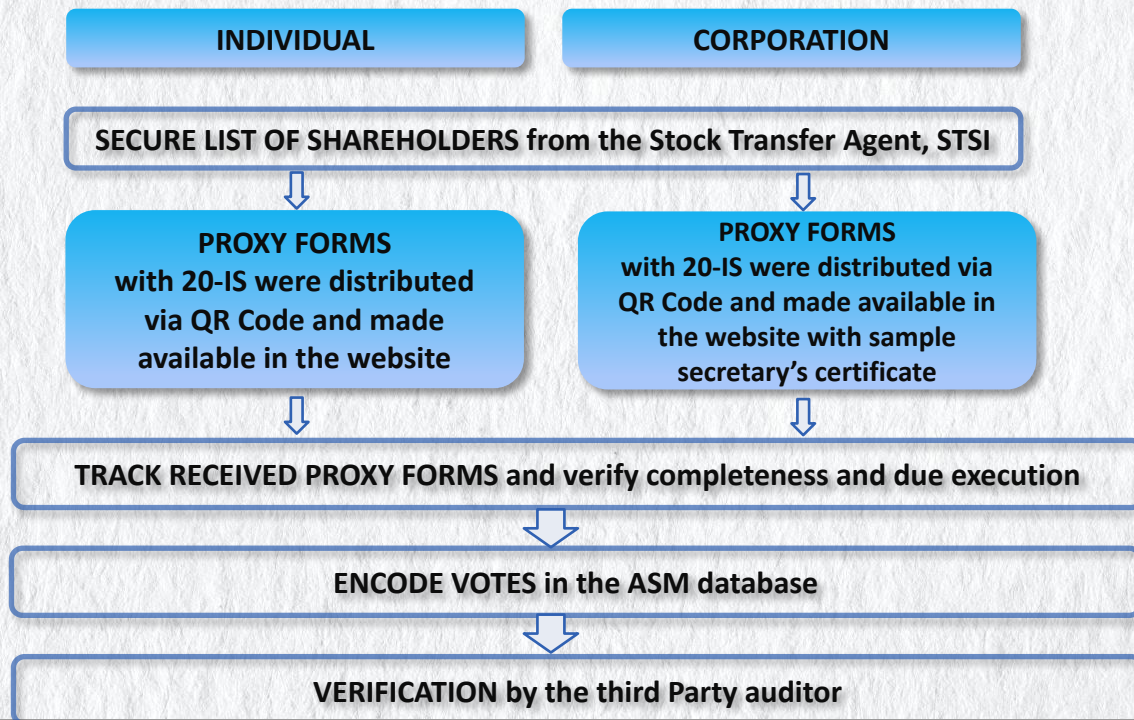 INDIVIDUAL
CORPORATION
SECURE LIST OF SHAREHOLDERS from the Stock Transfer Agent, STSI
PROXY FORMS
with 20-IS were distributed
via QR Code and made
available in the website
PROXY FORMS
with 20-IS were distributed via
QR Code and made available in
the website with sample
secretary’s certificate
TRACK RECEIVED PROXY FORMS and verify completeness and due execution
ENCODE VOTES in the ASM database
VERIFICATION by the third Party auditor